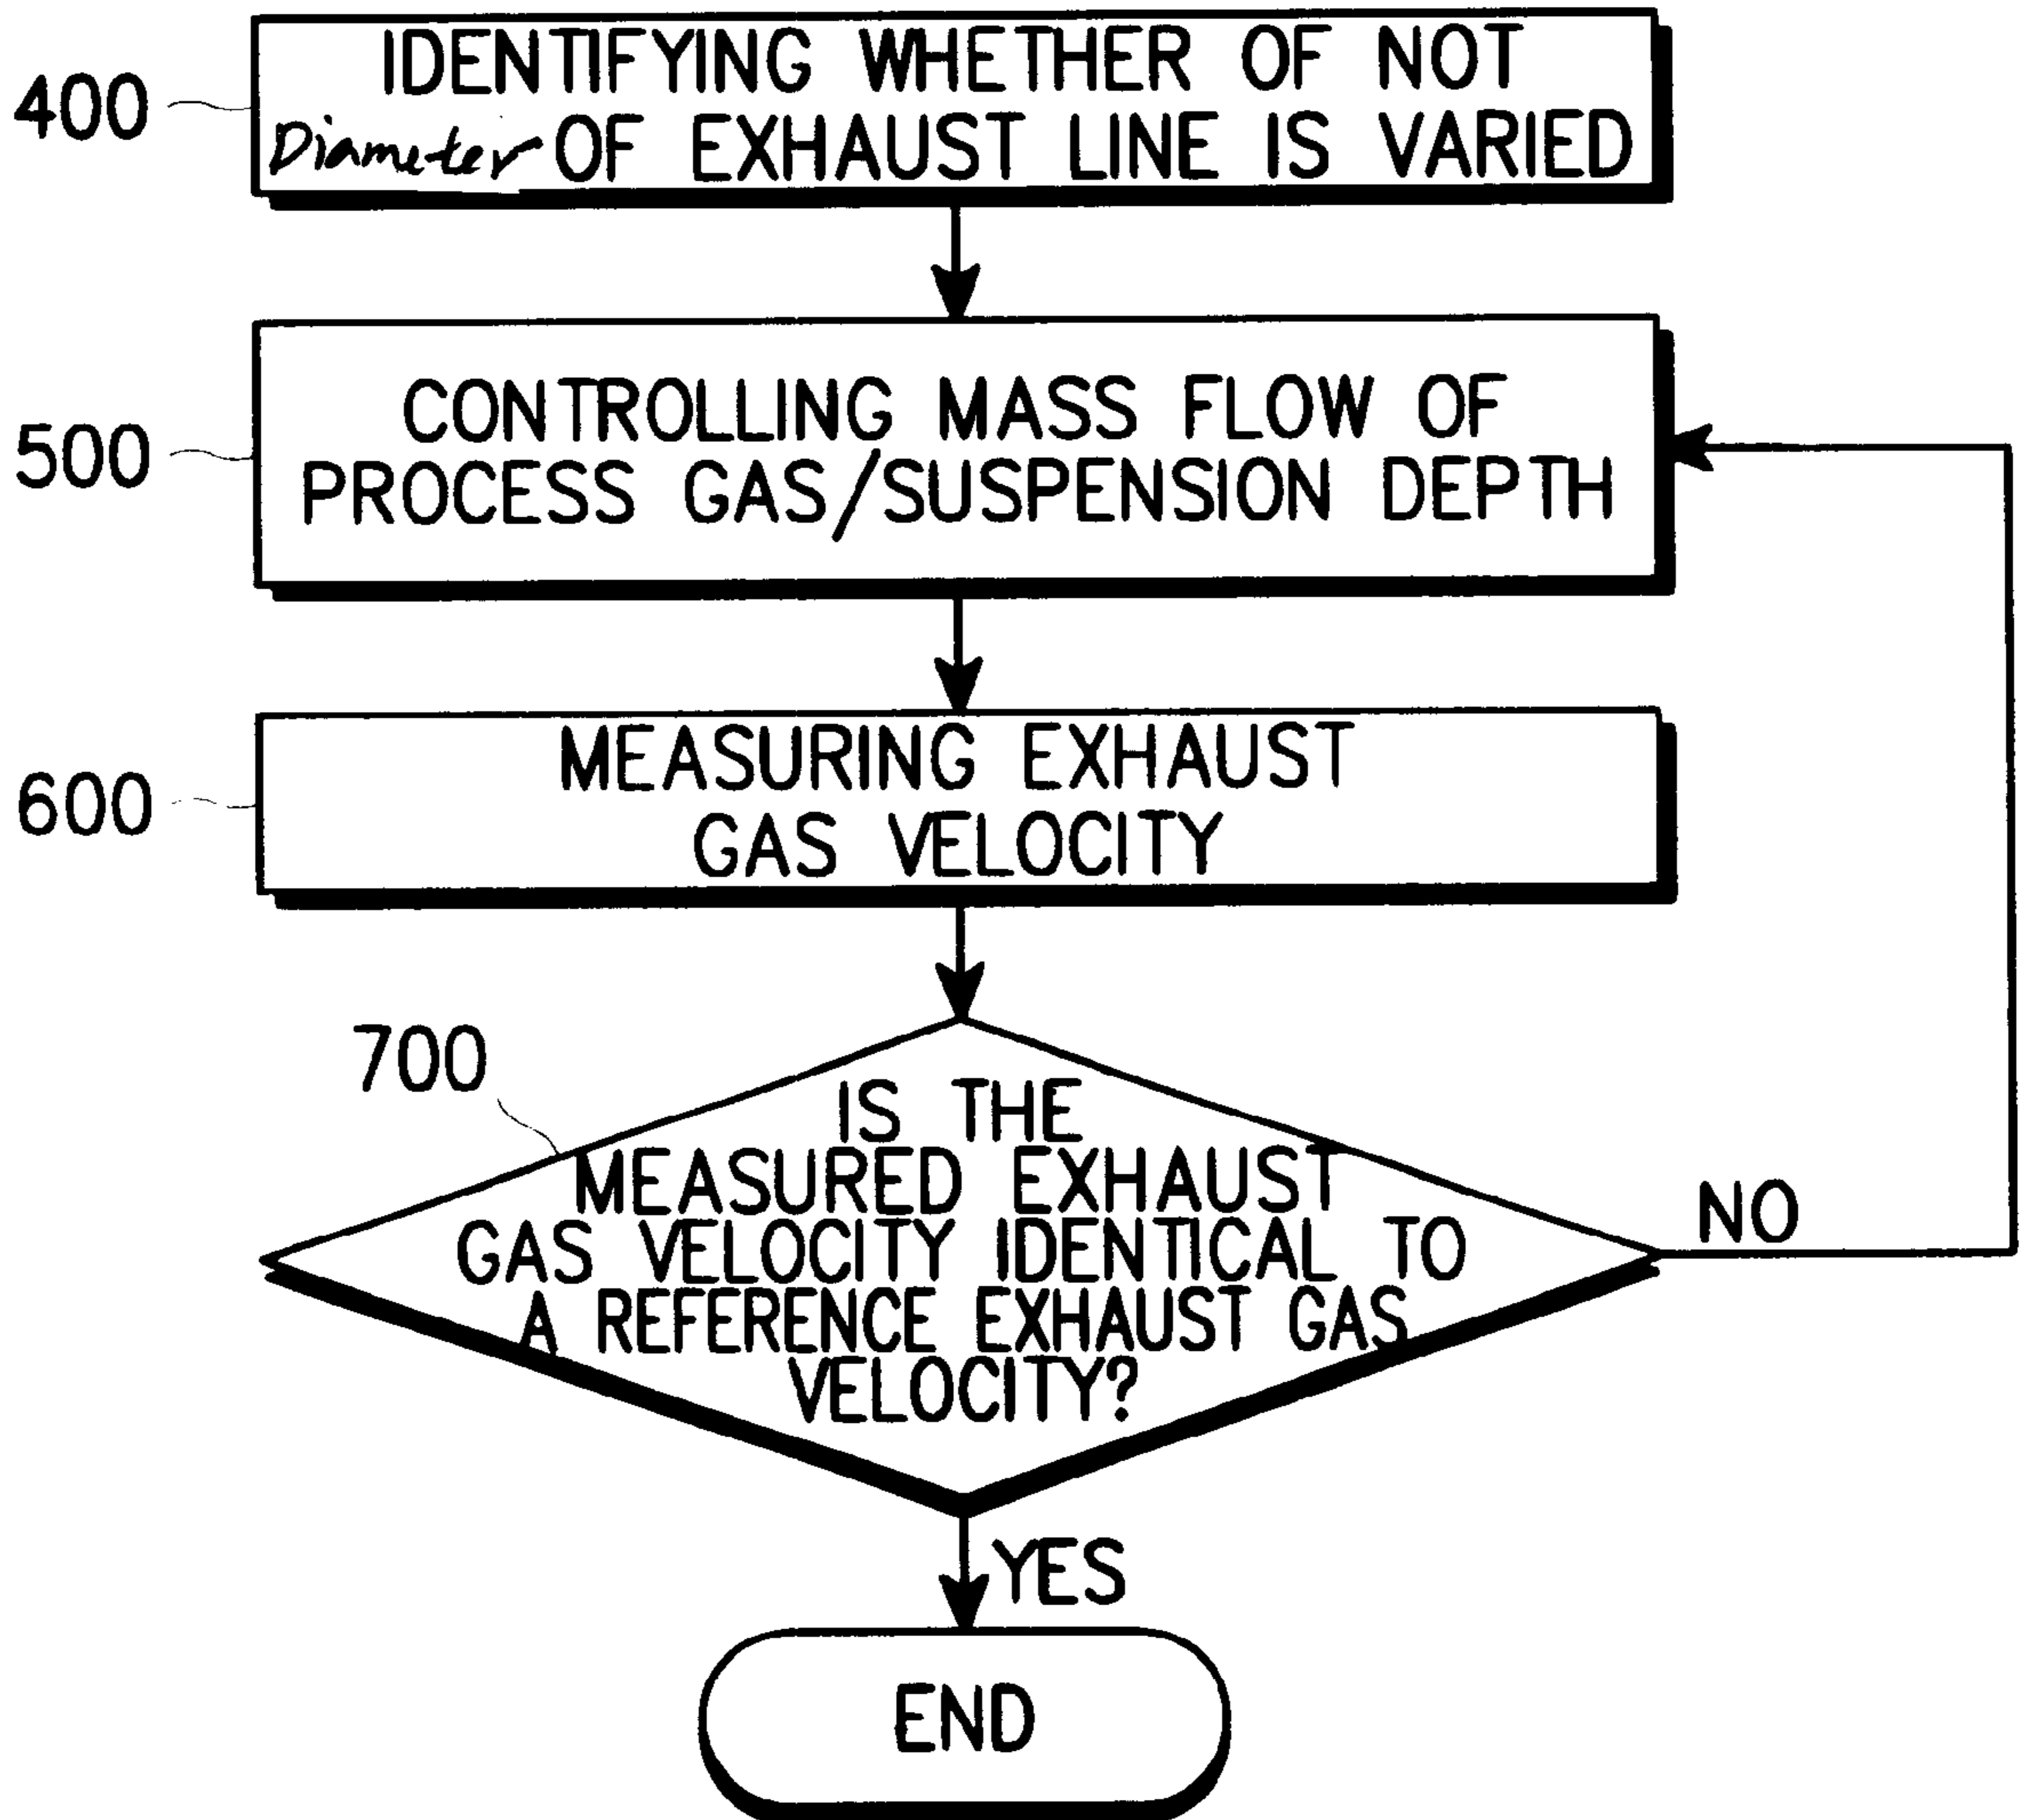 IDENTIFYING WHETHER OF NOT
400
Diameter OF EXHAUST LINE IS VARIED
CONTROLLING MASS FLOW OF
500
PROCESS GAS/SUSPENSION DEPTH
MEASURING EXHAUST
600
GAS VELOCITY
700
IS THE
MEASURED EXHAUST
GAS VELOCITY IDENTICAL TO
NO
A REFERENCE EXHAUST GAS
VELOCITY?
YES
END